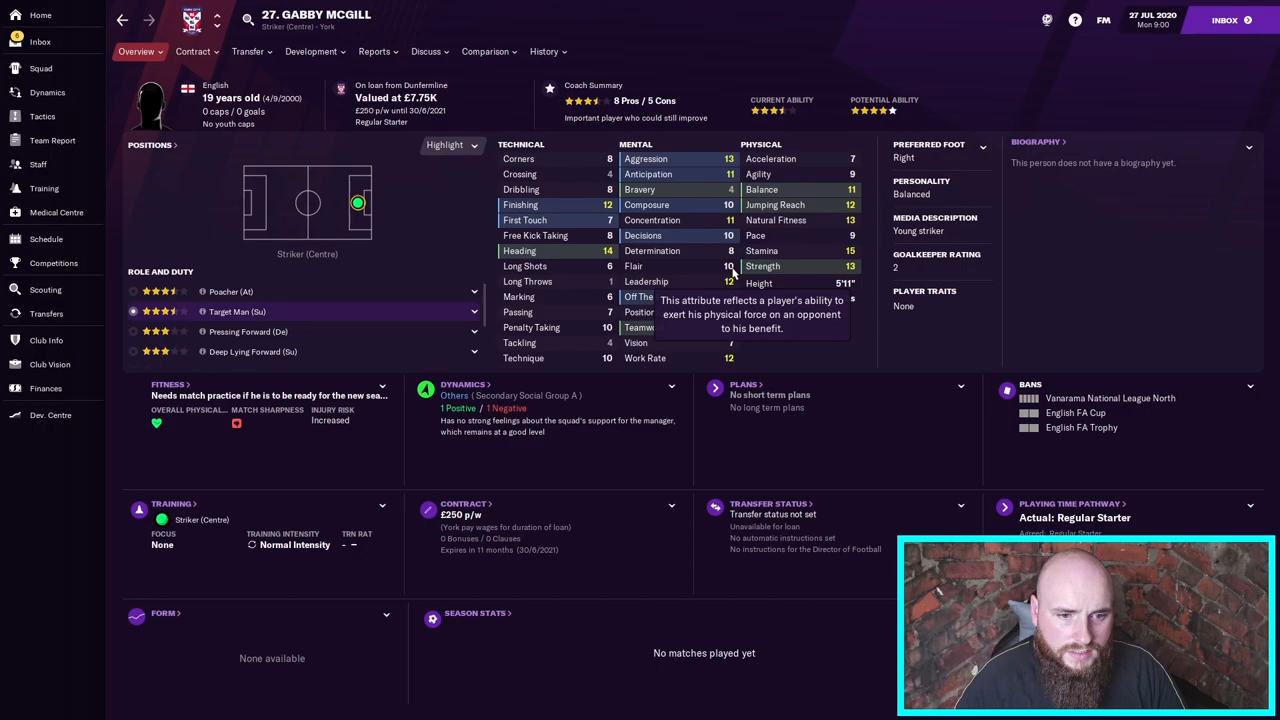 Home
6
Inbox
Squad
Dynamics
Tactics
Team Report
Staff
Training
Medical Centre
Schedule
Competitions
Scouting
Transfers
Club Info
Club Vision
Finances
Dev. Centre
27. GABBY MCGILL
Striker (Centre) - York
? FM
27 JUL 2020
Mon 9:00
INBOX
Overview Contract Transfer Development Reports Discuss Comparison History
English
19 years old (4/9/2000)
0 caps / 0 goals
No youth caps
On loan from Dunfermline
Valued at £7.75K
£250 p/w until 30/6/2021
Regular Starter
Coach Summary
8 Pros / 5 Cons
Important player who could still improve
CURRENT ABILITY
POTENTIAL ABILITY
POSITIONS
Highlight
Striker (Centre)
ROLE AND DUTY
Poacher (At)
Target Man (Su)
Pressing Forward (De)
Deep Lying Forward (Su)
TECHNICAL
Corners 8
Crossing 4
Dribbling 8
Finishing 12
First Touch 7
Free Kick Taking 8
Heading 14
Long Shots 6
Long Throws 1
Marking 6
Passing 7
Penalty Taking 10
Tackling 4
Technique 10
MENTAL
Aggression 13
Anticipation 11
Bravery 4
Composure 10
Concentration 11
Decisions 10
Determination 8
Flair 10
Leadership 12
Off The
Position
Teamwo
Vision 7
Work Rate 12
PHYSICAL
Acceleration 7
Agility 9
Balance 11
Jumping Reach 12
Natural Fitness 13
Pace 9
Stamina 15
Strength 13
Height 5'11"
This attribute reflects a player's ability to
exert his physical force on an opponent
to his benefit.
PREFERRED FOOT
Right
PERSONALITY
Balanced
MEDIA DESCRIPTION
Young striker
GOALKEEPER RATING
2
PLAYER TRAITS
None
BIOGRAPHY
This person does not have a biography yet.
FITNESS
Needs match practice if he is to be ready for the new sea...
OVERALL PHYSICAL... MATCH SHARPNESS INJURY RISK
Increased
DYNAMICS
Others ( Secondary Social Group A )
1 Positive / 1 Negative
Has no strong feelings about the squad's support for the manager,
which remains at a good level
PLANS
No short term plans
No long term plans
BANS
Vanarama National League North
English FA Cup
English FA Trophy
TRAINING
Striker (Centre)
FOCUS TRAINING INTENSITY TRN RAT
None Normal Intensity - -
CONTRACT
£250 p/w
(York pay wages for duration of loan)
0 Bonuses / 0 Clauses
Expires in 11 months (30/6/2021)
TRANSFER STATUS
Transfer status not set
Unavailable for loan
No automatic instructions set
No instructions for the Director of Football
PLAYING TIME PATHWAY
Actual: Regular Starter
Agreed: Regular Starter
FORM
None available
SEASON STATS
No matches played yet